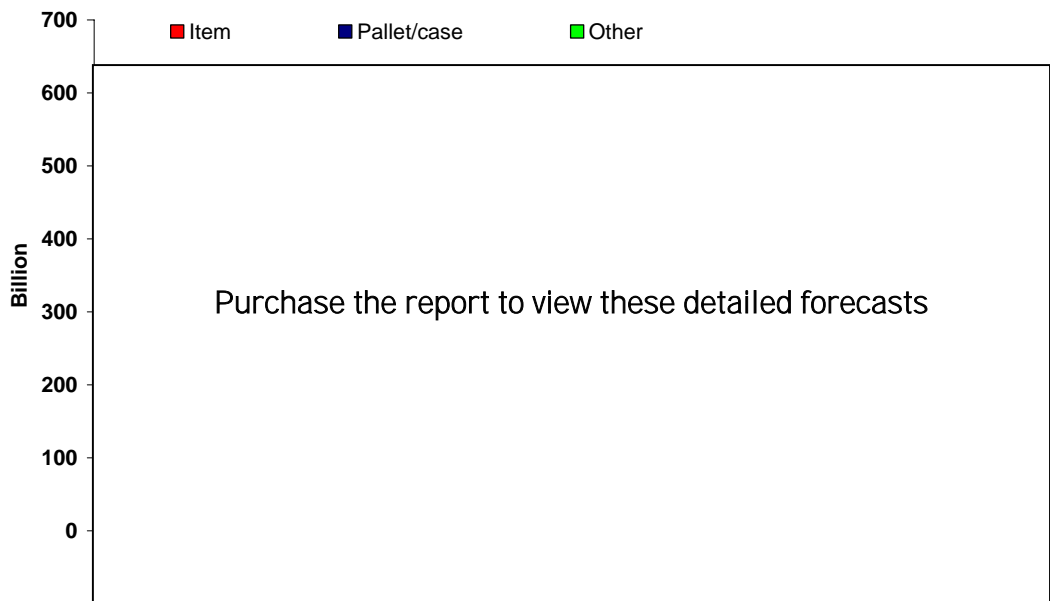 700
Item Pallet/case Other
600
500
400
Billion
300
Purchase the report to view these detailed forecasts
200
100
0